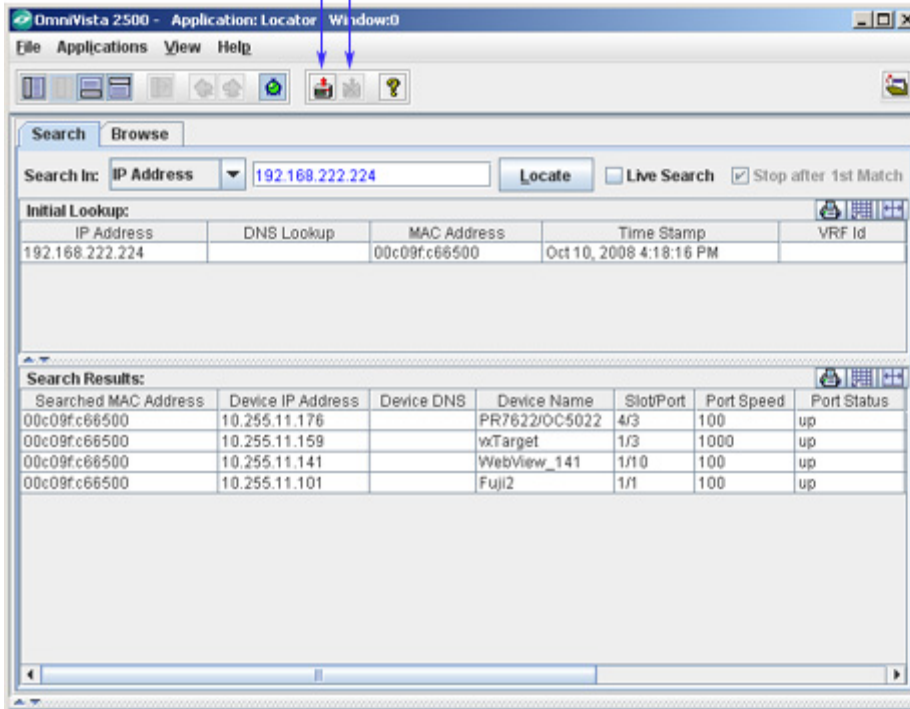 OmniVista 2500 - Application: Locator Window:0
File Applications View Help
Search Browse
Search In: IP Address 192.168.222.224 Locate Live Search Stop after 1st Match
Initial Lookup:
IP Address DNS Lookup MAC Address Time Stamp VRF Id
192.168.222.224 00c09f:c66500 Oct 10, 2008 4:18:16 PM
Search Results:
Searched MAC Address Device IP Address Device DNS Device Name Slot/Port Port Speed Port Status
00c09f:c66500 10.255.11.176 PR7622/OC5022 4/3 100 up
00c09f:c66500 10.255.11.159 vxTarget 1/3 1000 up
00c09f:c66500 10.255.11.141 WebView_141 1/10 100 up
00c09f:c66500 10.255.11.101 Fuji2 1/1 100 up